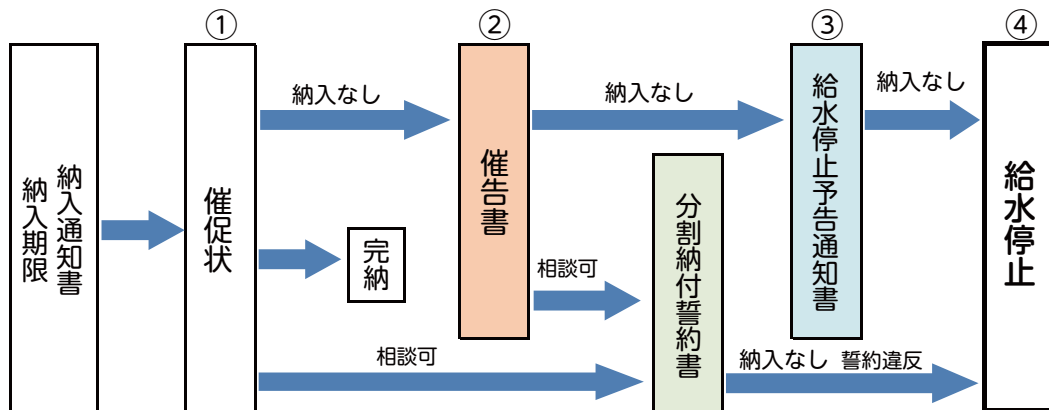 ①
②
③
④
納入通知書
納入期限
催促状
納入なし
催告書
納入なし
給水停止予告通知書
納入なし
給水停止
完納
相談可
分割納付誓約書
相談可
納入なし 誓約違反